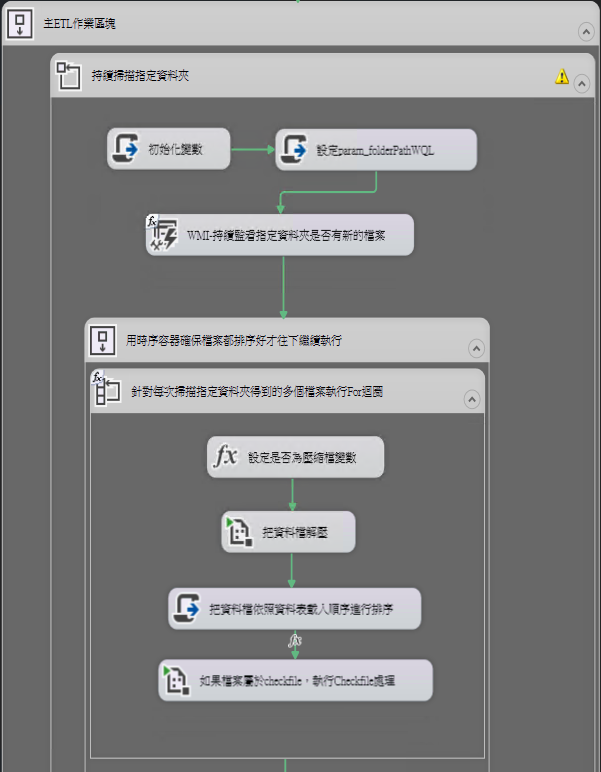 主ETL作業區塊
持續掃描指定資料夾
初始化變數
設定param_folderPathWQL
fx
WMI-持續監看指定資料夾是否有新的檔案
用時序容器確保檔案都排序好才往下繼續執行
fx
針對每次掃描指定資料夾得到的多個檔案執行For迴圈
fx
設定是否為壓縮檔變數
把資料檔解壓
把資料檔依照資料表載入順序進行排序
fx
如果檔案屬於checkfile，執行Checkfile處理